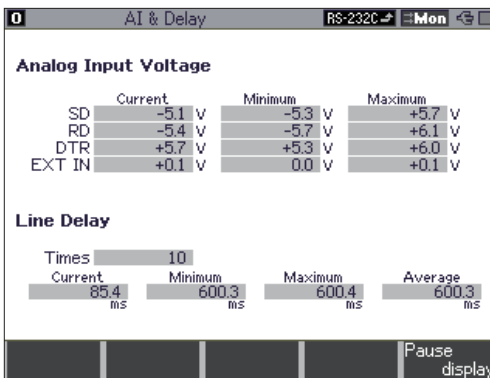 0 AI & Delay RS-232C Mon
Analog Input Voltage
Current Minimum Maximum
SD -5.1 V -5.3 V +5.7 V
RD -5.4 V -5.7 V +6.1 V
DTR +5.7 V +5.3 V +6.0 V
EXT IN +0.1 V 0.0 V +0.1 V
Line Delay
Times 10
Current Minimum Maximum Average
85.4 600.3 600.4 600.3
ms ms ms ms
Pause
display